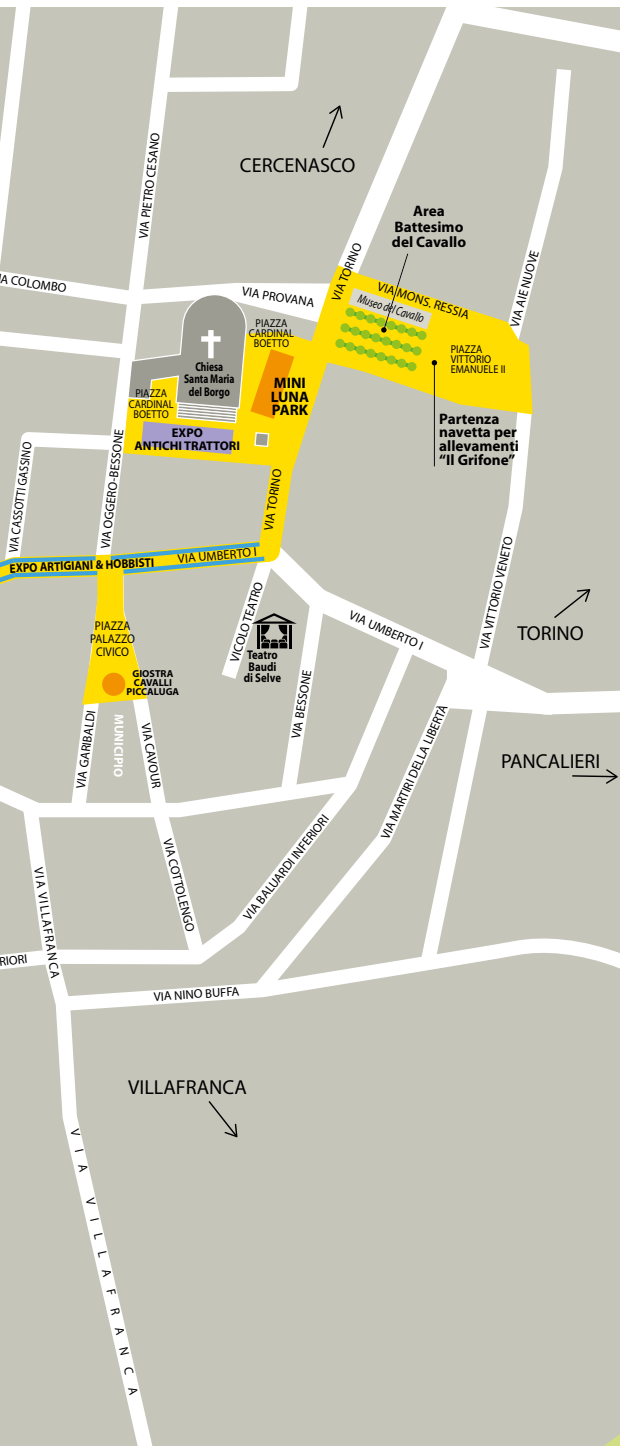 CERCENASCO
VIA PIETRO CESANO
Area
Battesimo
del Cavallo
VIA TORINO
VIA AIE NUOVE
VIA COLOMBO
VIA PROVANA
VIA MONS. RESSIA
Museo del Cavallo
PIAZZA
CARDINAL
BOETTO
PIAZZA
VITTORIO
EMANUELE II
Chiesa
Santa Maria
del Borgo
MINI
LUNA
PARK
PIAZZA
CARDINAL
BOETTO
Partenza
navetta per
allevamenti
“Il Grifone”
EXPO
ANTICHI TRATTORI
VIA CASSOTTI GASSINO
VIA OGGERO-BESSONE
VIA TORINO
EXPO ARTIGIANI & HOBBISTI
VIA UMBERTO I
VIA VITTORIO VENETO
VICOLO TEATRO
VIA UMBERTO I
TORINO
PIAZZA
PALAZZO
CIVICO
Teatro
Baudi
di Selve
GIOSTRA
CAVALLI
PICCALUGA
VIA BESSONE
VIA GARIBALDI
MUNICIPIO
VIA CAVOUR
VIA MARTIRI DELLA LIBERTÀ
PANCALIERI
VIA COTTOLENGO
VIA BALUARDI INFERIORI
VIA VILLAFRANCA
RIORI
VIA NINO BUFFA
VILLAFRANCA
VIA VILLAFRANCA